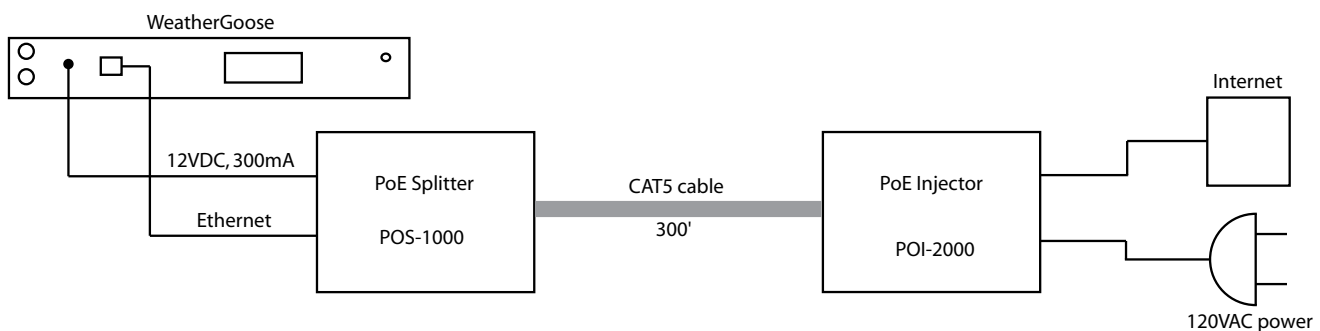 WeatherGoose
12VDC, 300mA
Ethernet
PoE Splitter
POS-1000
CAT5 cable
300'
PoE Injector
POI-2000
Internet
120VAC power